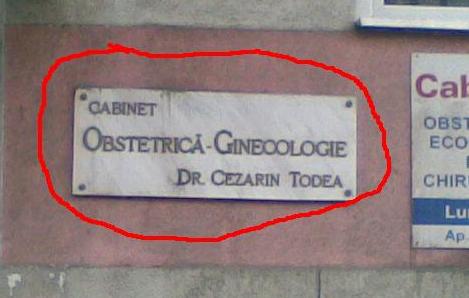 CABINET
OBSTETRICĂ-GINECOLOGIE
DR. CEZARIN TODEA
Cab
OBST
ECO
CHIR
Lu
Ap.